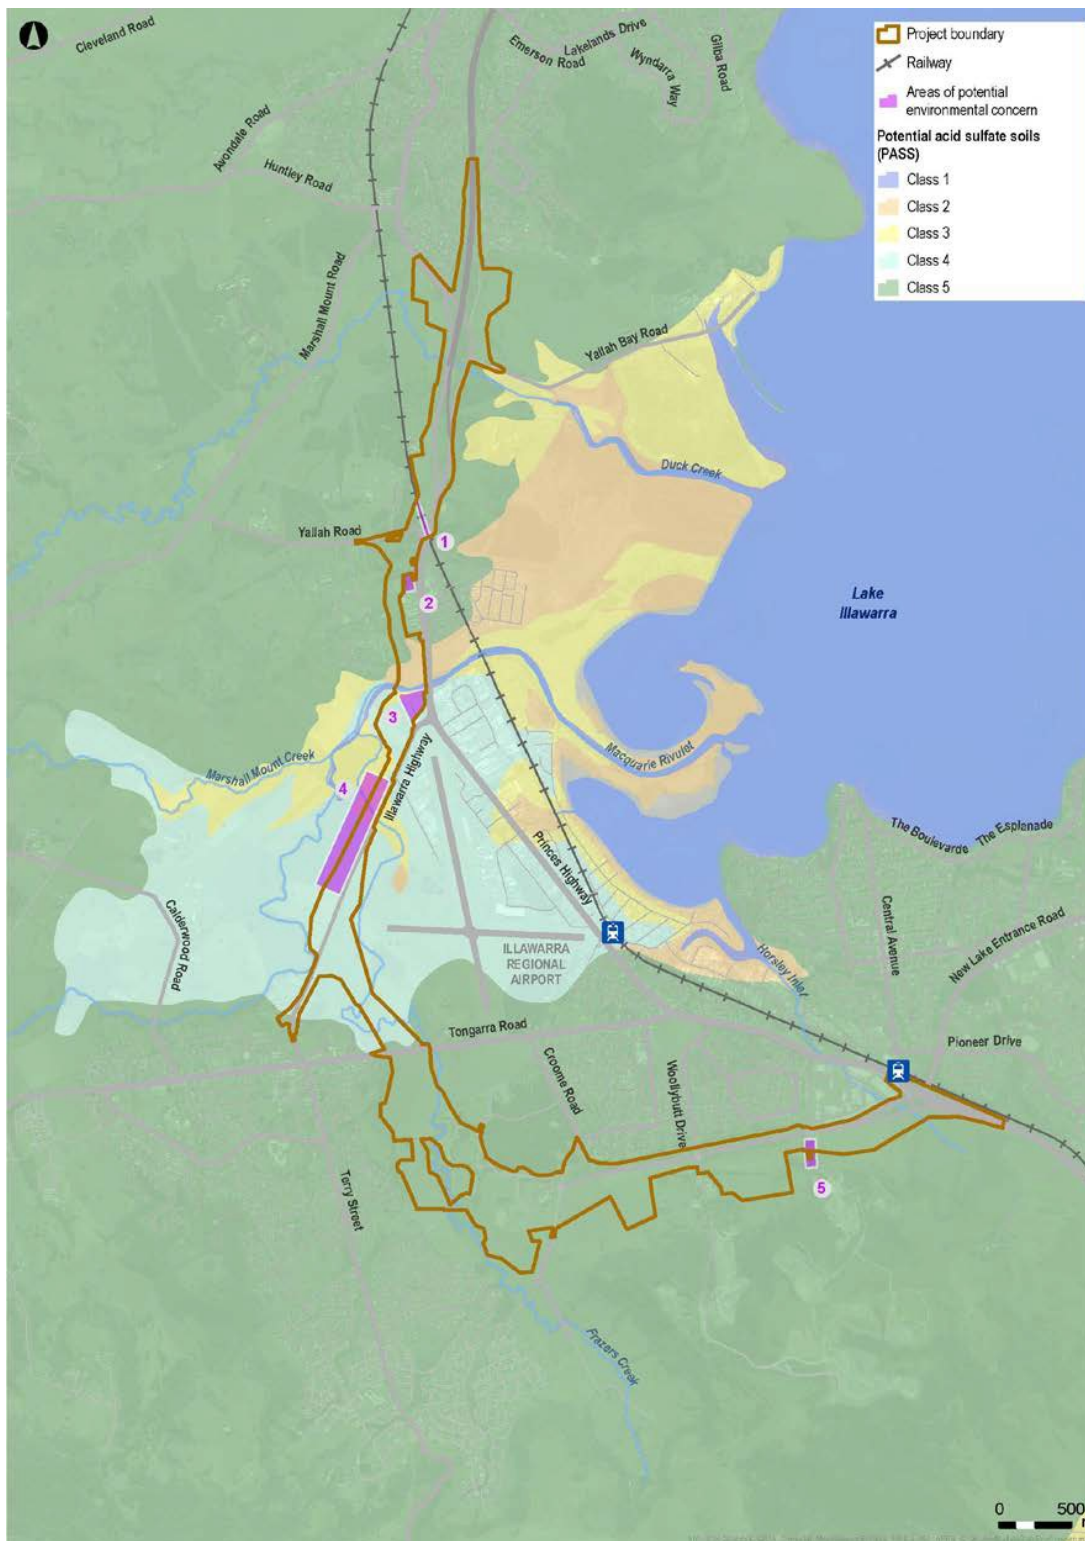 Cleveland Road
Emerson Road
Lakelands Drive
Wyndarra Way
Gilba Road
Project boundary
Railway
Areas of potential
environmental concern
Potential acid sulfate soils
(PASS)
Class 1
Class 2
Class 3
Class 4
Class 5
Avondale Road
Huntley Road
Marshall Mount Road
Yallah Bay Road
Duck Creek
Yallah Road
1
2
Lake
Illawarra
3
Macquarie Rivulet
Marshall Mount Creek
4
Illawarra Highway
Princes Highway
The Boulevarde
The Esplanade
Calderwood Road
Central Avenue
New Lake Entrance Road
ILLAWARRA
REGIONAL
AIRPORT
Horsley Inlet
Tongarra Road
Pioneer Drive
Croome Road
Woollybutt Drive
Terry Street
5
Frazers Creek
0 500